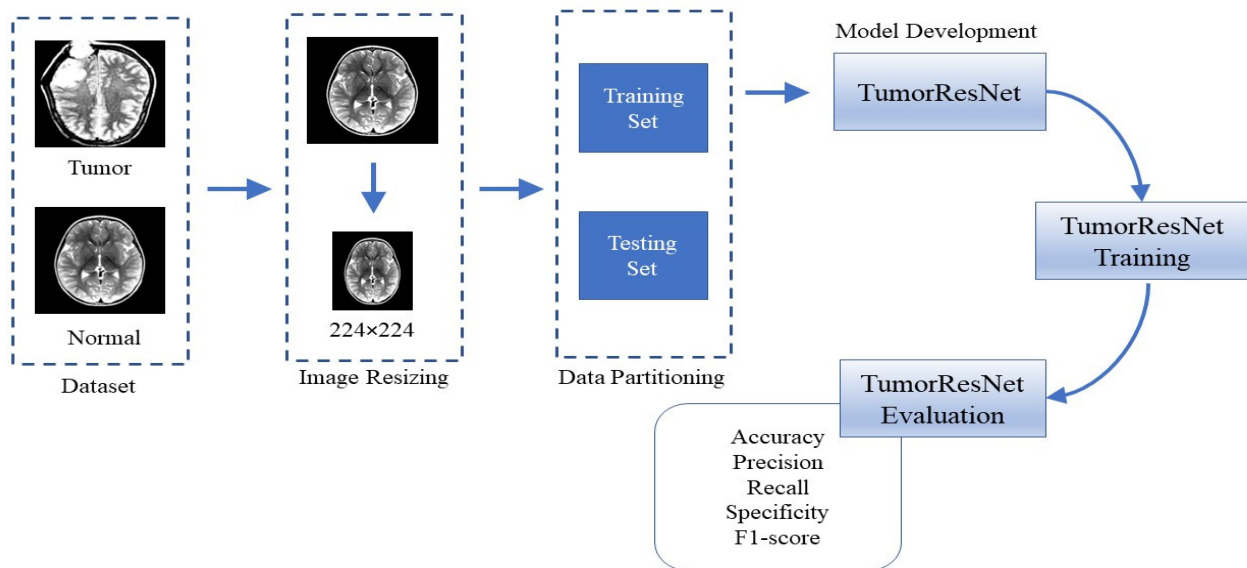 Tumor
Normal
Dataset
224×224
Image Resizing
Training
Set
Testing
Set
Data Partitioning
Model Development
TumorResNet
TumorResNet
Training
TumorResNet
Evaluation
Accuracy
Precision
Recall
Specificity
F1-score